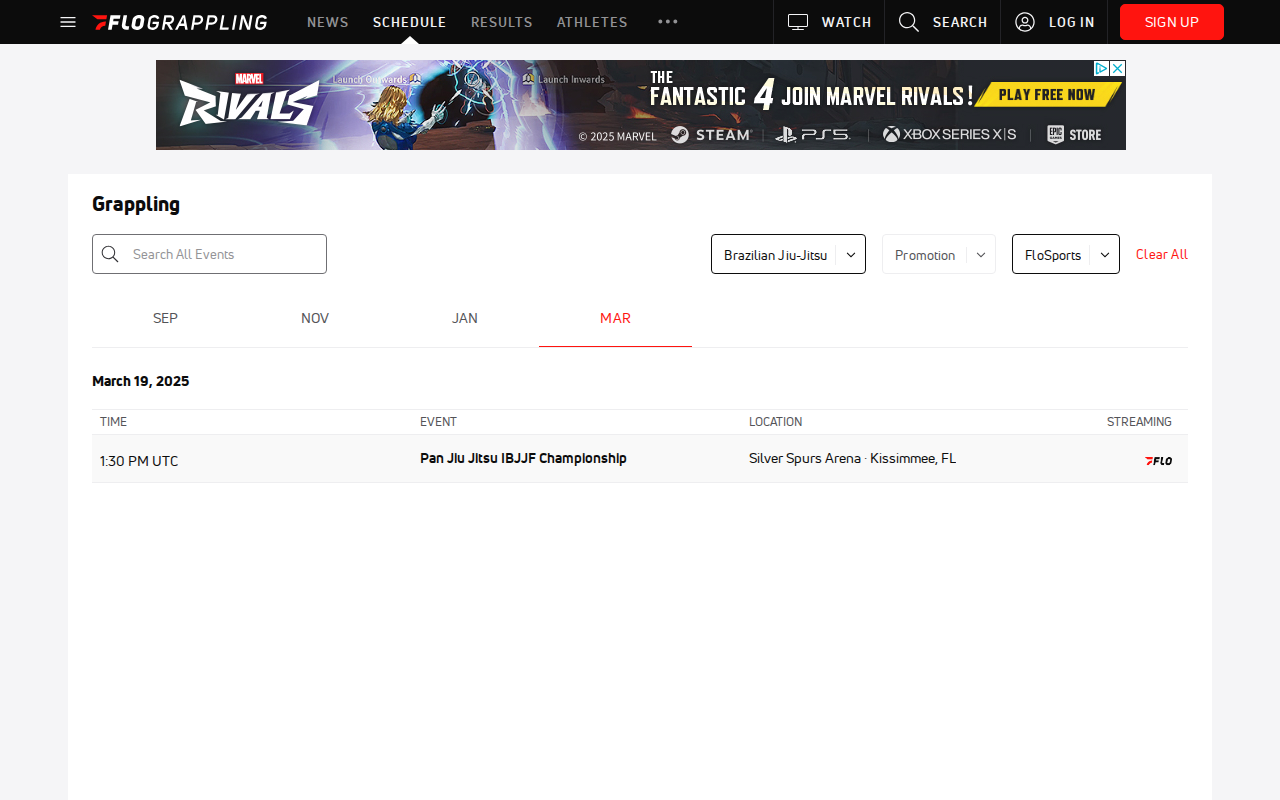 FLOGRAPPLING
NEWS
SCHEDULE
RESULTS
ATHLETES
WATCH
SEARCH
LOG IN
SIGN UP
MARVEL
RIVALS
Launch Onwards
Launch Inwards
THE
FANTASTIC 4 JOIN MARVEL RIVALS!
PLAY FREE NOW
© 2025 MARVEL
STEAM
PS5
XBOX SERIES X|S
EPIC GAMES
STORE
Grappling
Search All Events
Brazilian Jiu-Jitsu
Promotion
FloSports
Clear All
SEP
NOV
JAN
MAR
March 19, 2025
TIME
EVENT
LOCATION
STREAMING
1:30 PM UTC
Pan Jiu Jitsu IBJJF Championship
Silver Spurs Arena · Kissimmee, FL
FLO